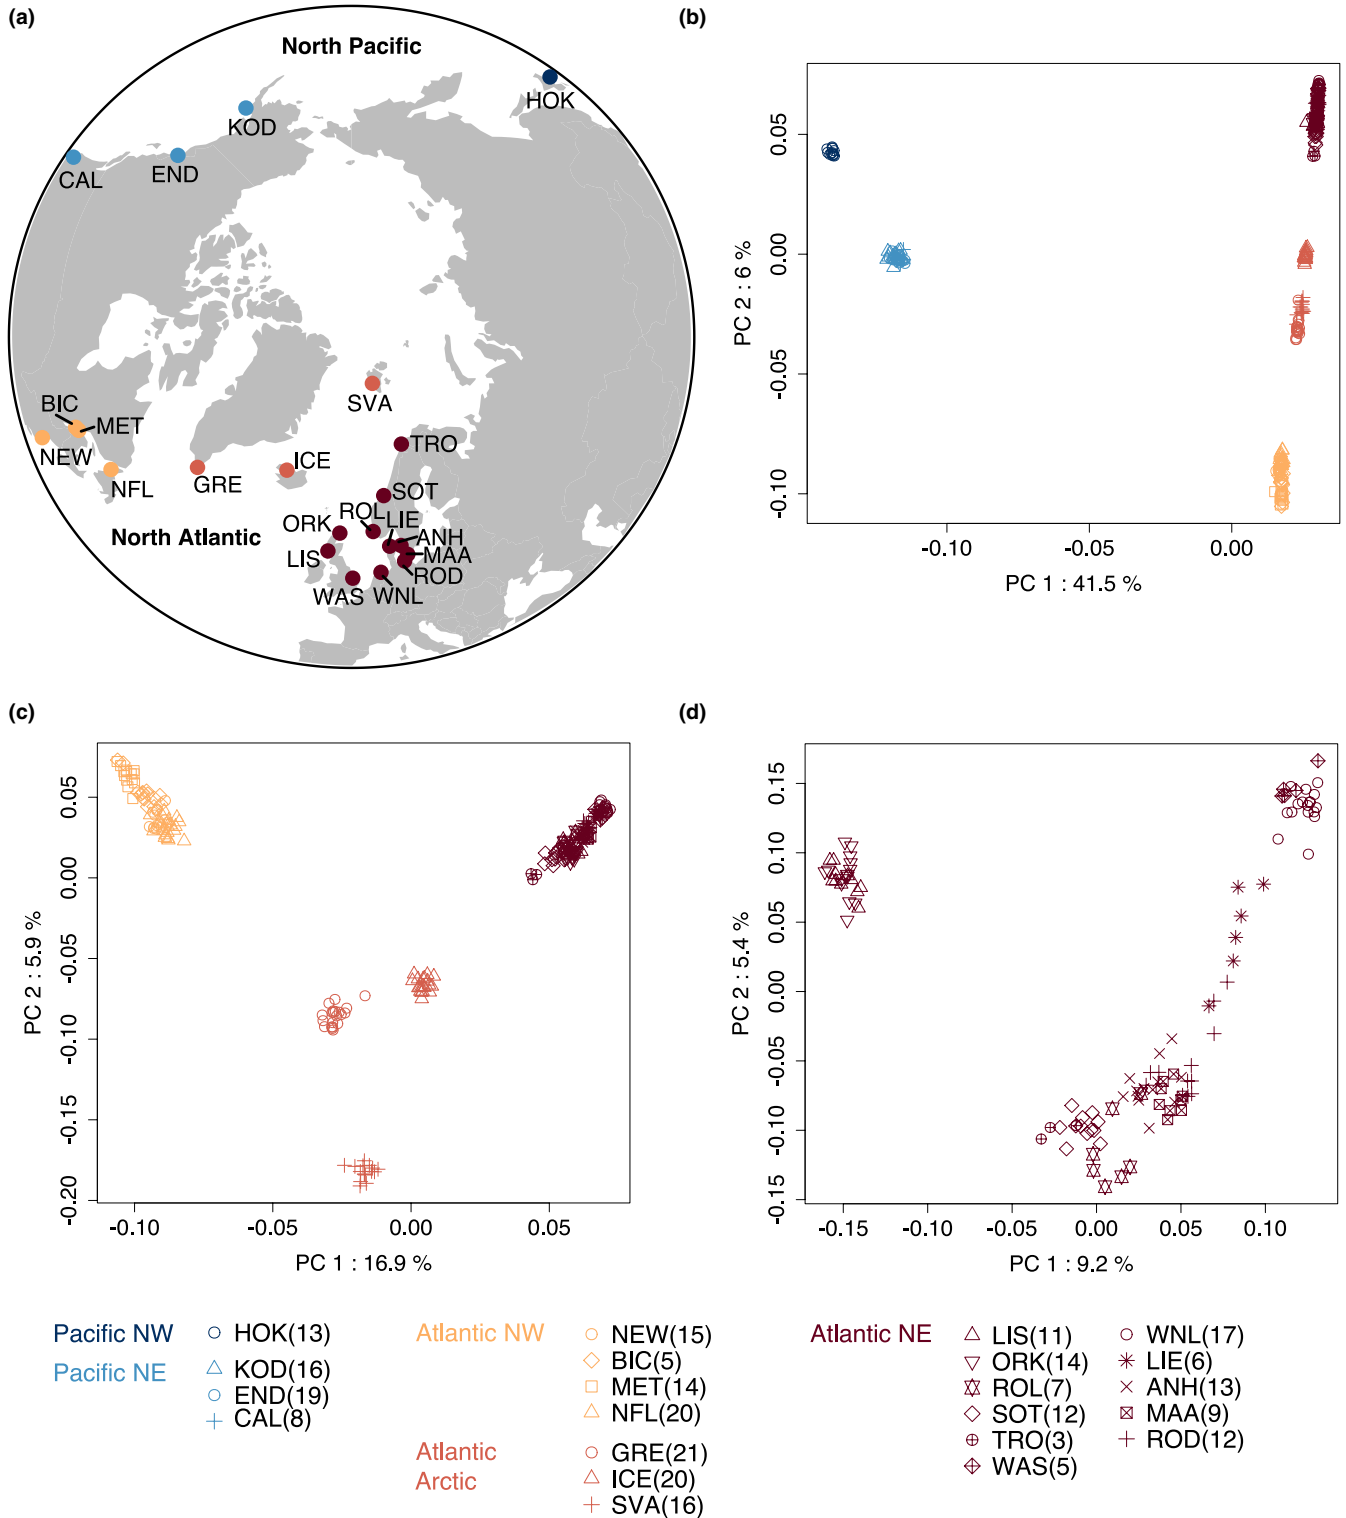 (a)
North Pacific
HOK
KOD
CAL
END
SVA
BIC
MET
NEW
NFL
GRE
ICE
TRO
SOT
North Atlantic
ORK
ROL
LIE
ANH
LIS
MAA
ROD
WAS
WNL
(b)
0.05
0.00
-0.05
-0.10
PC 2 : 6 %
-0.10
-0.05
0.00
PC 1 : 41.5 %
(c)
0.05
0.00
-0.05
-0.10
-0.15
-0.20
PC 2 : 5.9 %
-0.10
-0.05
0.00
0.05
PC 1 : 16.9 %
(d)
0.15
0.10
0.05
0.00
-0.05
-0.10
-0.15
PC 2 : 5.4 %
-0.15
-0.10
-0.05
0.00
0.05
0.10
PC 1 : 9.2 %
Pacific NW
HOK(13)
Pacific NE
KOD(16)
END(19)
CAL(8)
Atlantic NW
NEW(15)
BIC(5)
MET(14)
NFL(20)
Atlantic
Arctic
GRE(21)
ICE(20)
SVA(16)
Atlantic NE
LIS(11)
ORK(14)
ROL(7)
SOT(12)
TRO(3)
WAS(5)
WNL(17)
LIE(6)
ANH(13)
MAA(9)
ROD(12)